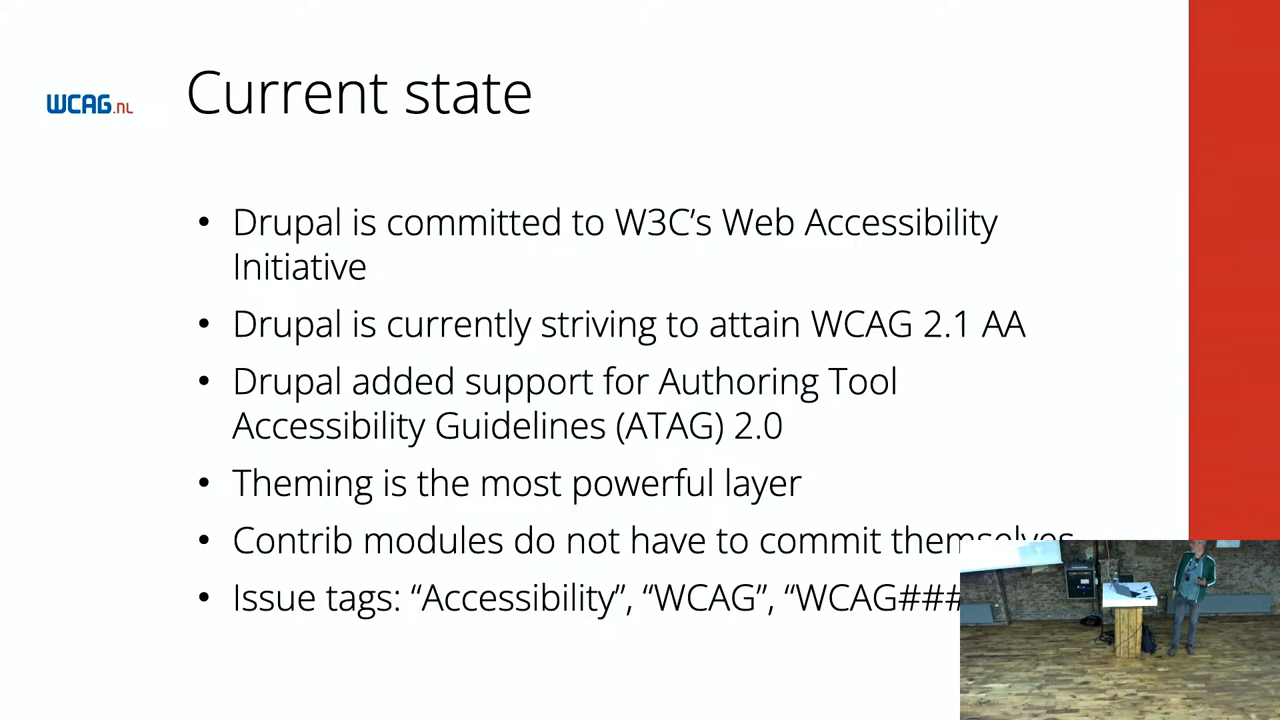 WCAG.nl
Current state
• Drupal is committed to W3C’s Web Accessibility
Initiative
• Drupal is currently striving to attain WCAG 2.1 AA
• Drupal added support for Authoring Tool
Accessibility Guidelines (ATAG) 2.0
• Theming is the most powerful layer
• Contrib modules do not have to commit themselves
• Issue tags: “Accessibility”, “WCAG”, “WCAG###